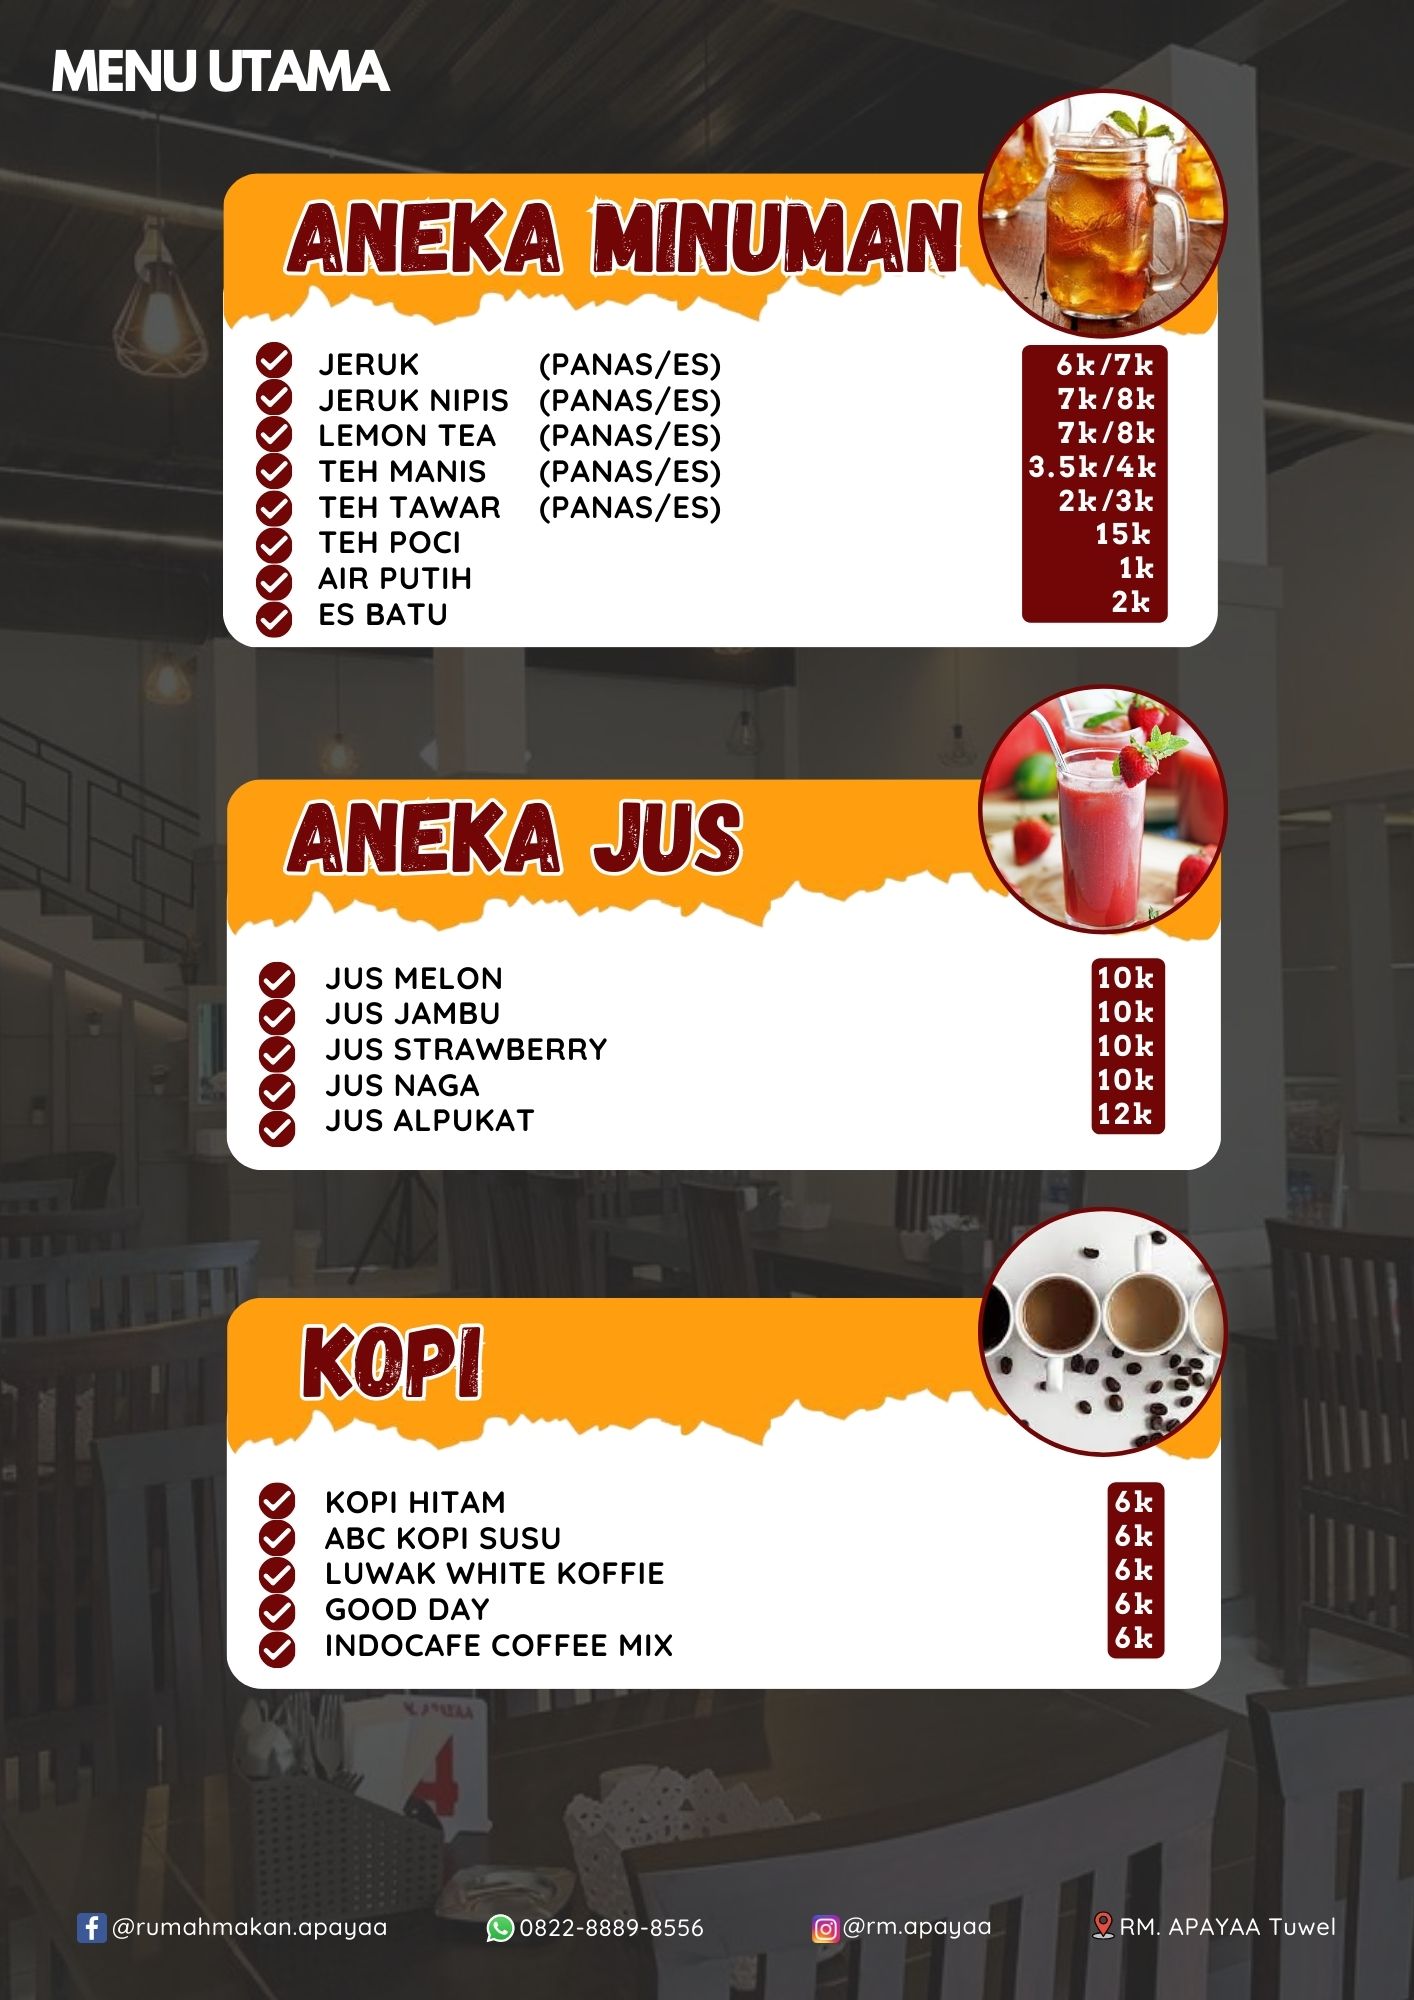 MENU UTAMA
ANEKA MINUMAN
JERUK (PANAS/ES) 6k/7k
JERUK NIPIS (PANAS/ES) 7k/8k
LEMON TEA (PANAS/ES) 7k/8k
TEH MANIS (PANAS/ES) 3.5k/4k
TEH TAWAR (PANAS/ES) 2k/3k
TEH POCI 15k
AIR PUTIH 1k
ES BATU 2k
ANEKA JUS
JUS MELON 10k
JUS JAMBU 10k
JUS STRAWBERRY 10k
JUS NAGA 10k
JUS ALPUKAT 12k
KOPI
KOPI HITAM 6k
ABC KOPI SUSU 6k
LUWAK WHITE KOFFIE 6k
GOOD DAY 6k
INDOCAFE COFFEE MIX 6k
4
@rumahmakan.apayaa 0822-8889-8556 @rm.apayaa RM. APAYAA Tuwel